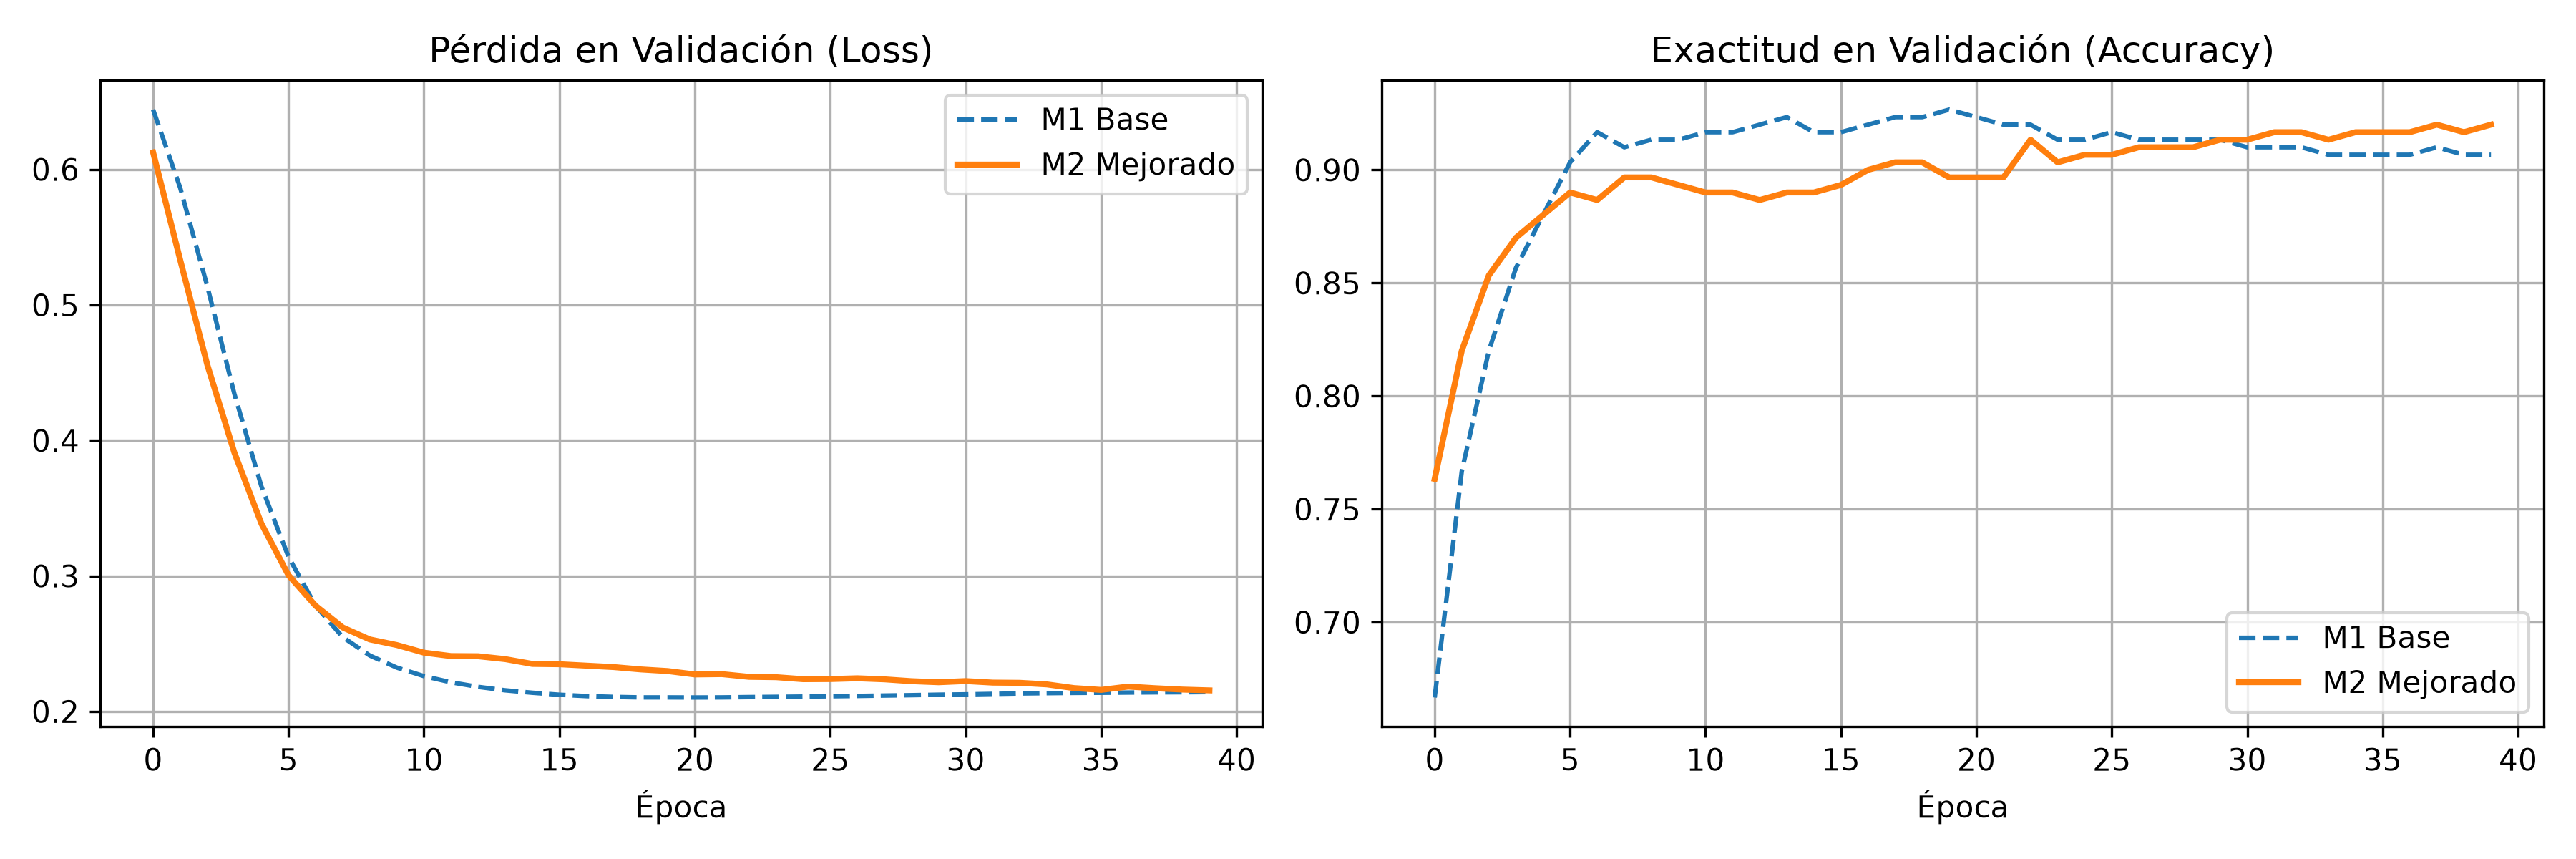 Pérdida en Validación (Loss)
M1 Base
M2 Mejorado
0.6
0.5
0.4
0.3
0.2
0 5 10 15 20 25 30 35 40
Época
Exactitud en Validación (Accuracy)
0.90
0.85
0.80
0.75
0.70
M1 Base
M2 Mejorado
0 5 10 15 20 25 30 35 40
Época